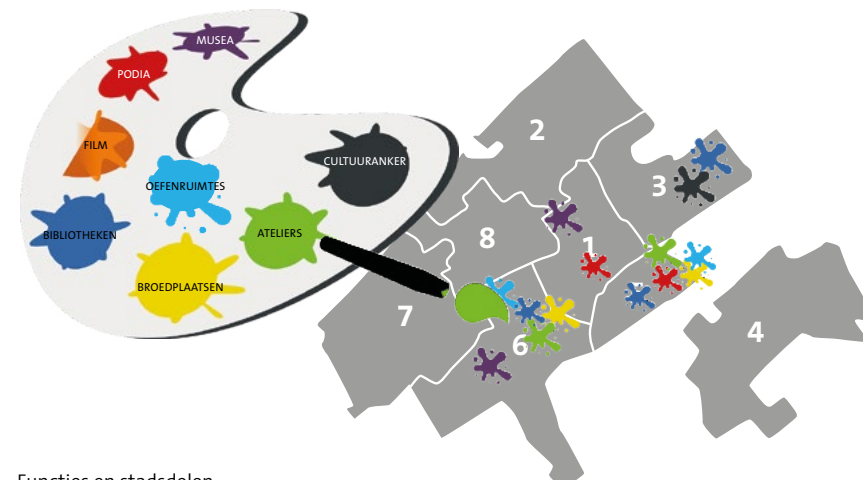 MUSEA
PODIA
FILM
OEFENRUIMTES
CULTUURANKER
BIBLIOTHEKEN
ATELIERS
BROEDPLAATSEN
2
3
8
1
7
6
4